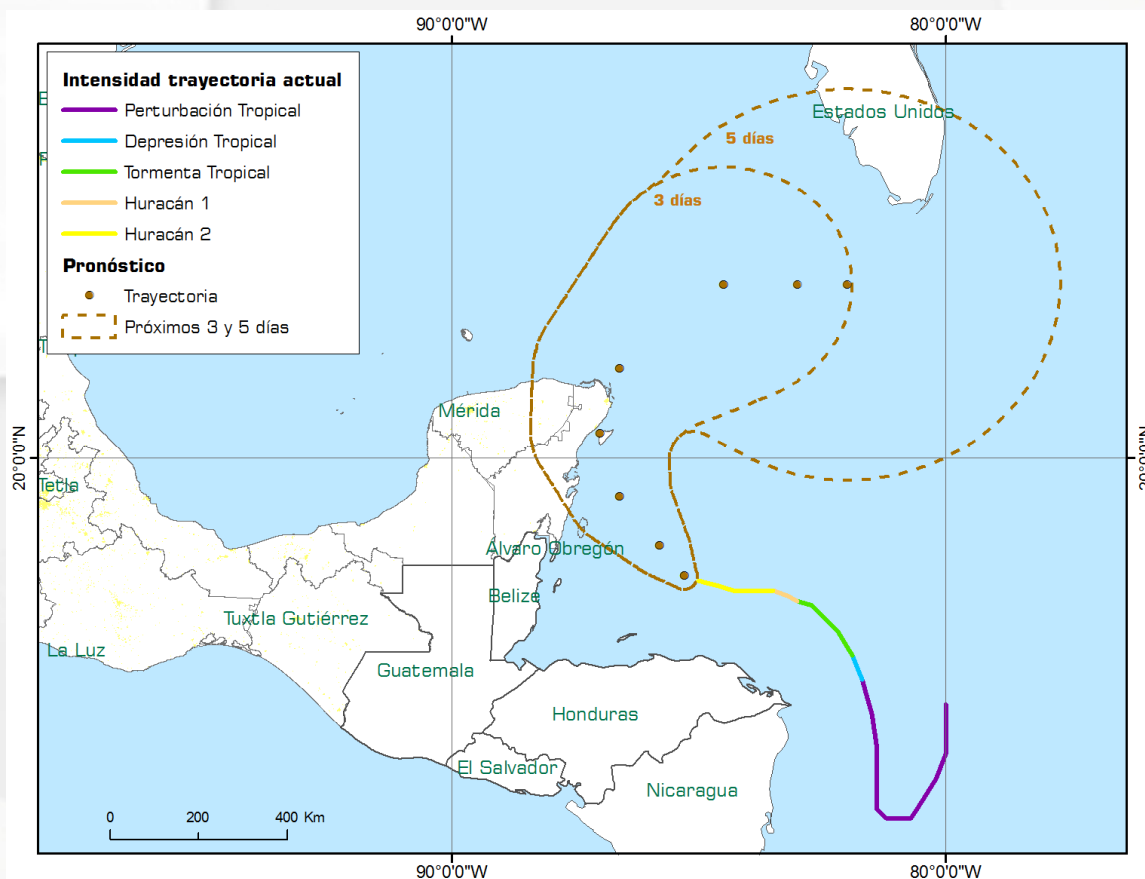 90°0'0"W
80°0'0"W
Intensidad trayectoria actual
Perturbación Tropical
Depresión Tropical
Tormenta Tropical
Huracán 1
Huracán 2
Pronóstico
Trayectoria
Próximos 3 y 5 días
Estados Unidos
5 días
3 días
Mérida
20°0'0"N
20°0'0"N
Tetla
Álvaro Obregón
Belize
Tuxtla Gutiérrez
La Luz
Guatemala
Honduras
El Salvador
Nicaragua
0 200 400 Km
90°0'0"W
80°0'0"W